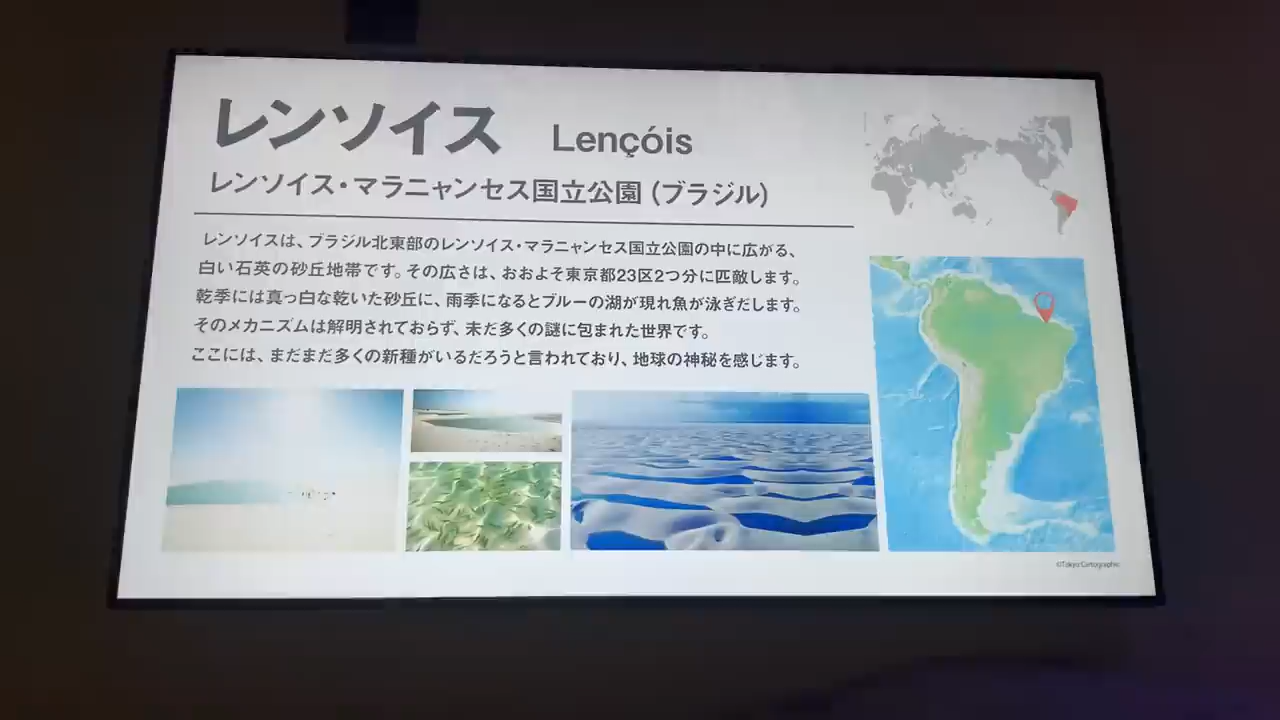 レンソイス Lençóis
レンソイス・マラニャンセス国立公園（ブラジル）
レンソイスは、ブラジル北東部のレンソイス・マラニャンセス国立公園の中に広がる、
白い石英の砂丘地帯です。その広さは、おおよそ東京都23区2つ分に匹敵します。
乾季には真っ白な乾いた砂丘に、雨季になるとブルーの湖が現れ魚が泳ぎだします。
そのメカニズムは解明されておらず、未だ多くの謎に包まれた世界です。
ここには、まだまだ多くの新種がいるだろうと言われており、地球の神秘を感じます。
©Tokyo Cartographic